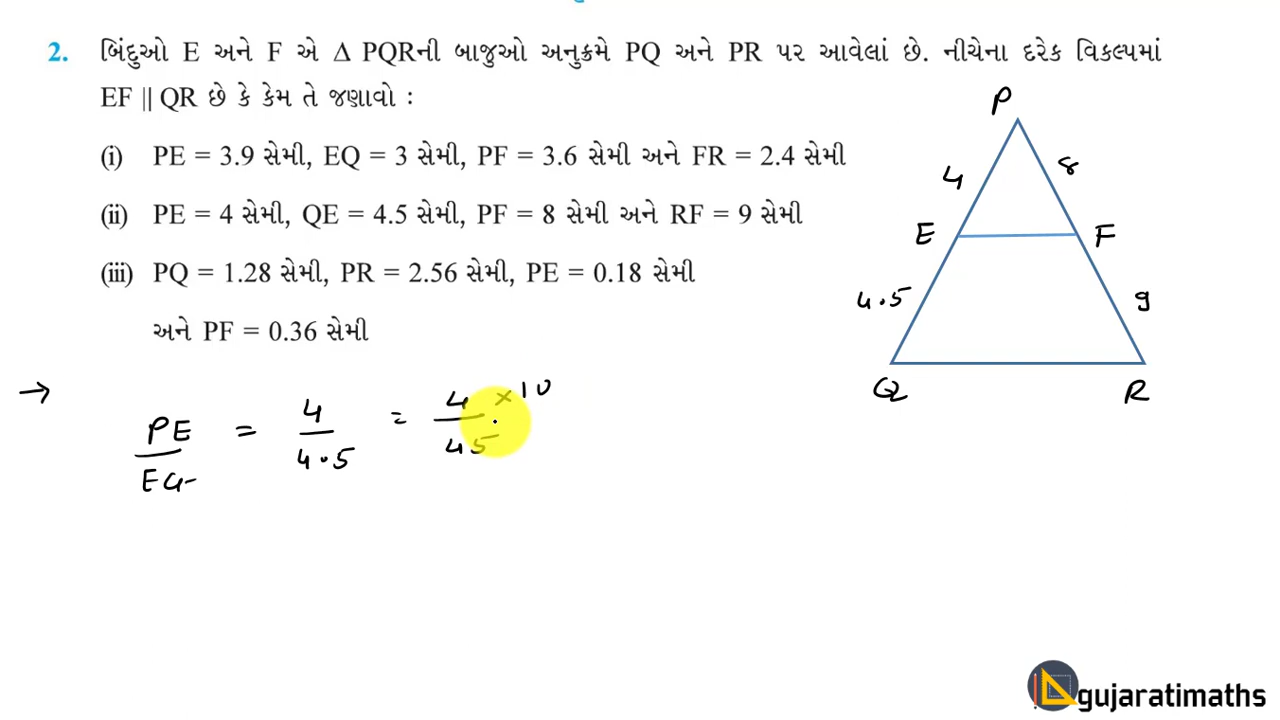 2. બિંદુઓ E અને F એ Δ PQRની બાજુઓ અનુક્રમે PQ અને PR પર આવેલાં છે. નીચેના દરેક વિકલ્પમાં
EF || QR છે કે કેમ તે જણાવો :
(i) PE = 3.9 સેમી, EQ = 3 સેમી, PF = 3.6 સેમી અને FR = 2.4 સેમી
(ii) PE = 4 સેમી, QE = 4.5 સેમી, PF = 8 સેમી અને RF = 9 સેમી
(iii) PQ = 1.28 સેમી, PR = 2.56 સેમી, PE = 0.18 સેમી
અને PF = 0.36 સેમી
P
4 8
E F
4.5 9
Q R
→ PE/EQ = 4/4.5 = 4/45 × 10
gujaratimaths